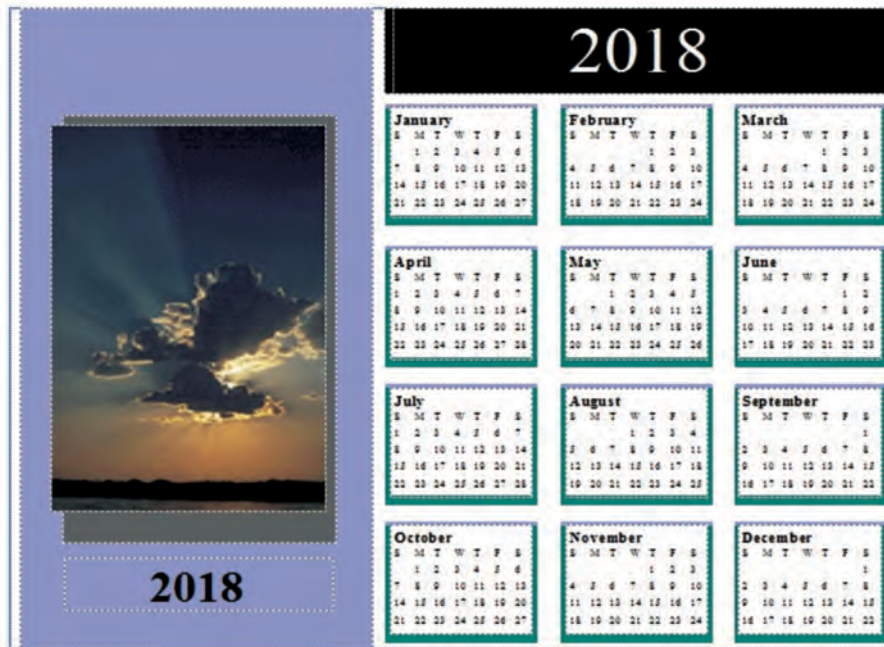 2018
January
S M T W T F S
1 2 3 4 5 6
7 8 9 10 11 12 13
14 15 16 17 18 19 20
21 22 23 24 25 26 27
February
S M T W T F S
1 2 3
4 5 6 7 8 9 10
11 12 13 14 15 16 17
18 19 20 21 22 23 24
March
S M T W T F S
1 2 3
4 5 6 7 8 9 10
11 12 13 14 15 16 17
18 19 20 21 22 23 24
April
S M T W T F S
1 2 3 4 5 6 7
8 9 10 11 12 13 14
15 16 17 18 19 20 21
22 23 24 25 26 27 28
May
S M T W T F S
1 2 3 4 5
6 7 8 9 10 11 12
13 14 15 16 17 18 19
20 21 22 23 24 25 26
June
S M T W T F S
1 2
3 4 5 6 7 8 9
10 11 12 13 14 15 16
17 18 19 20 21 22 23
July
S M T W T F S
1 2 3 4 5 6 7
8 9 10 11 12 13 14
15 16 17 18 19 20 21
22 23 24 25 26 27 28
August
S M T W T F S
1 2 3 4
5 6 7 8 9 10 11
12 13 14 15 16 17 18
19 20 21 22 23 24 25
September
S M T W T F S
1
2 3 4 5 6 7 8
9 10 11 12 13 14 15
16 17 18 19 20 21 22
October
S M T W T F S
1 2 3 4 5 6
7 8 9 10 11 12 13
14 15 16 17 18 19 20
21 22 23 24 25 26 27
November
S M T W T F S
1 2 3
4 5 6 7 8 9 10
11 12 13 14 15 16 17
18 19 20 21 22 23 24
December
S M T W T F S
1
2 3 4 5 6 7 8
9 10 11 12 13 14 15
16 17 18 19 20 21 22
2018